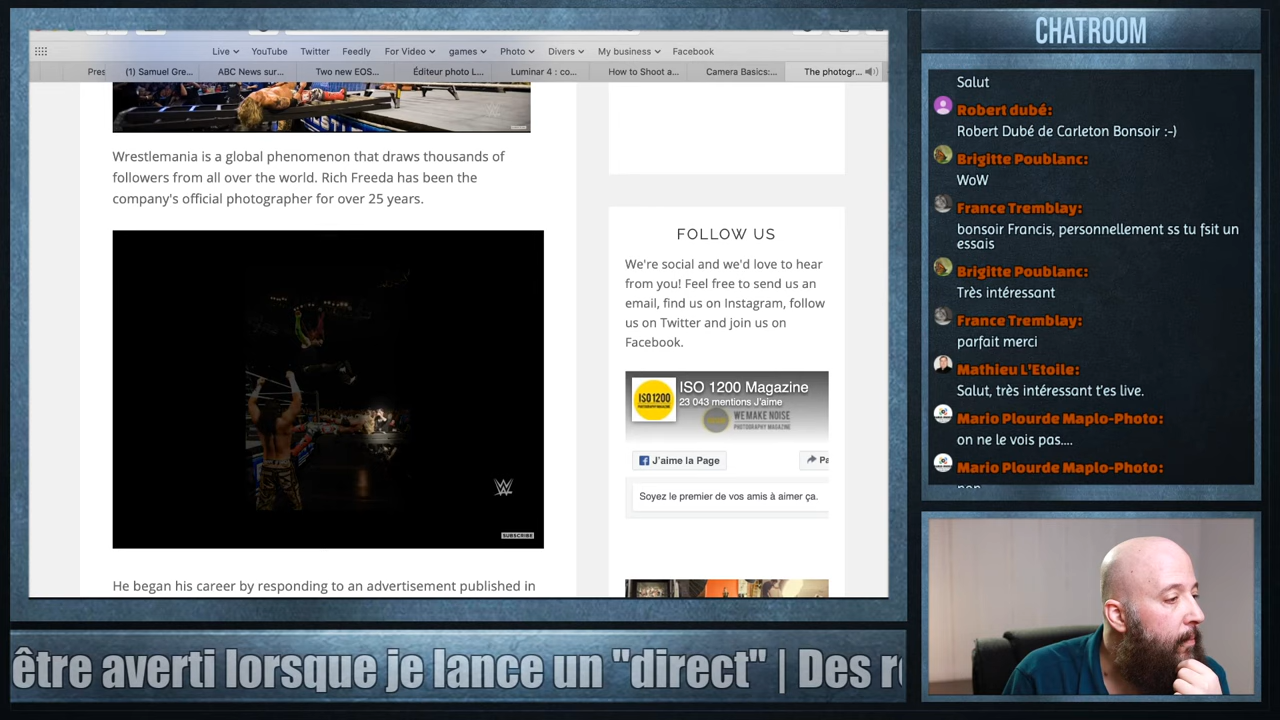 Live
YouTube
Twitter
Feedly
For Video
games
Photo
Divers
My business
Facebook
(1) Samuel Gre...
ABC News sur...
Two new EOS...
Éditeur photo L...
Luminar 4 : co...
How to Shoot a...
Camera Basics:...
The photogr...
Wrestlemania is a global phenomenon that draws thousands of
followers from all over the world. Rich Freeda has been the
company's official photographer for over 25 years.
W
SUBSCRIBE
He began his career by responding to an advertisement published in
FOLLOW US
We're social and we'd love to hear
from you! Feel free to send us an
email, find us on Instagram, follow
us on Twitter and join us on
Facebook.
ISO 1200
ISO 1200 Magazine
23 043 mentions J'aime
WE MAKE NOISE
PHOTOGRAPHY MAGAZINE
J'aime la Page
Pa
Soyez le premier de vos amis à aimer ça.
CHATROOM
Salut
Robert dubé:
Robert Dubé de Carleton Bonsoir :-)
Brigitte Poublanc:
WoW
France Tremblay:
bonsoir Francis, personnellement ss tu fsit un
essais
Brigitte Poublanc:
Très intéressant
France Tremblay:
parfait merci
Mathieu L'Etoile:
Salut, très intéressant t'es live.
Mario Plourde Maplo-Photo:
on ne le vois pas....
Mario Plourde Maplo-Photo:
être averti lorsque je lance un "direct" | Des